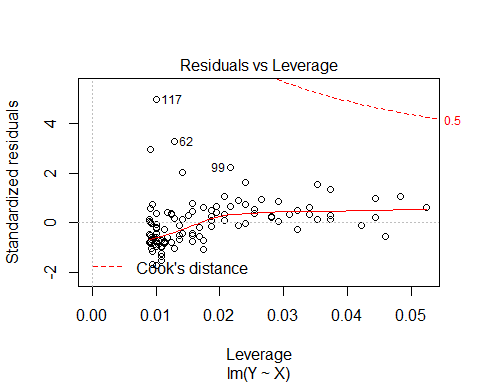 Residuals vs Leverage
Standardized residuals
4
2
0
-2
117
62
99
0.5
Cook's distance
0.00 0.01 0.02 0.03 0.04 0.05
Leverage
lm(Y ~ X)